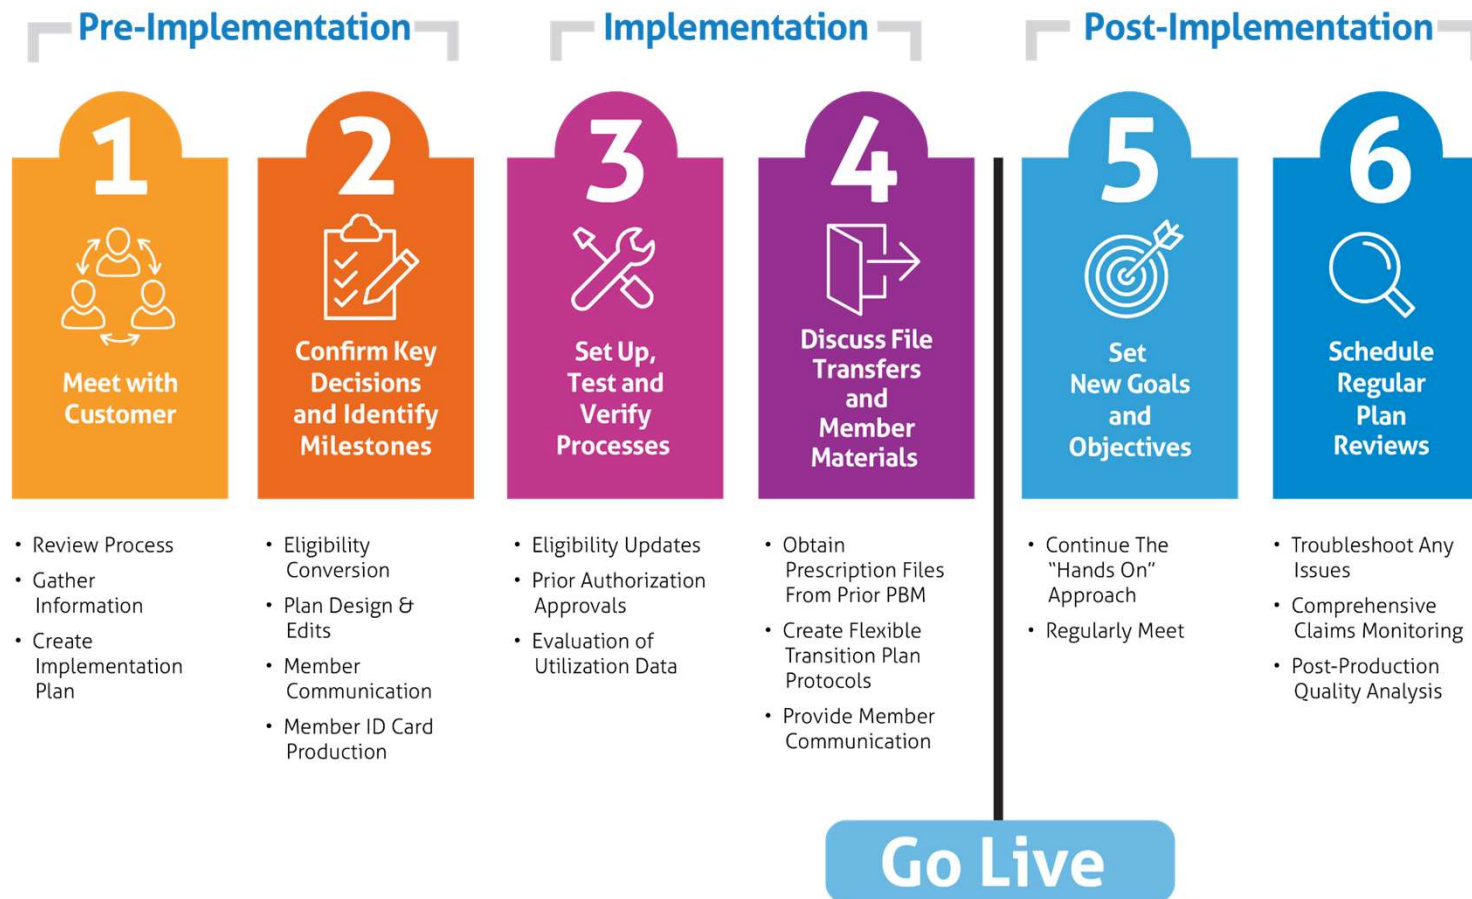 Pre-Implementation
Implementation
Post-Implementation
1
Meet with
Customer
• Review Process
• Gather
Information
• Create
Implementation
Plan
2
Confirm Key
Decisions
and Identify
Milestones
• Eligibility
Conversion
• Plan Design &
Edits
• Member
Communication
• Member ID Card
Production
3
Set Up,
Test and
Verify
Processes
• Eligibility Updates
• Prior Authorization
Approvals
• Evaluation of
Utilization Data
4
Discuss File
Transfers
and
Member
Materials
• Obtain
Prescription Files
From Prior PBM
• Create Flexible
Transition Plan
Protocols
• Provide Member
Communication
5
Set
New Goals
and
Objectives
• Continue The
"Hands On"
Approach
• Regularly Meet
6
Schedule
Regular
Plan
Reviews
• Troubleshoot Any
Issues
• Comprehensive
Claims Monitoring
• Post-Production
Quality Analysis
Go Live